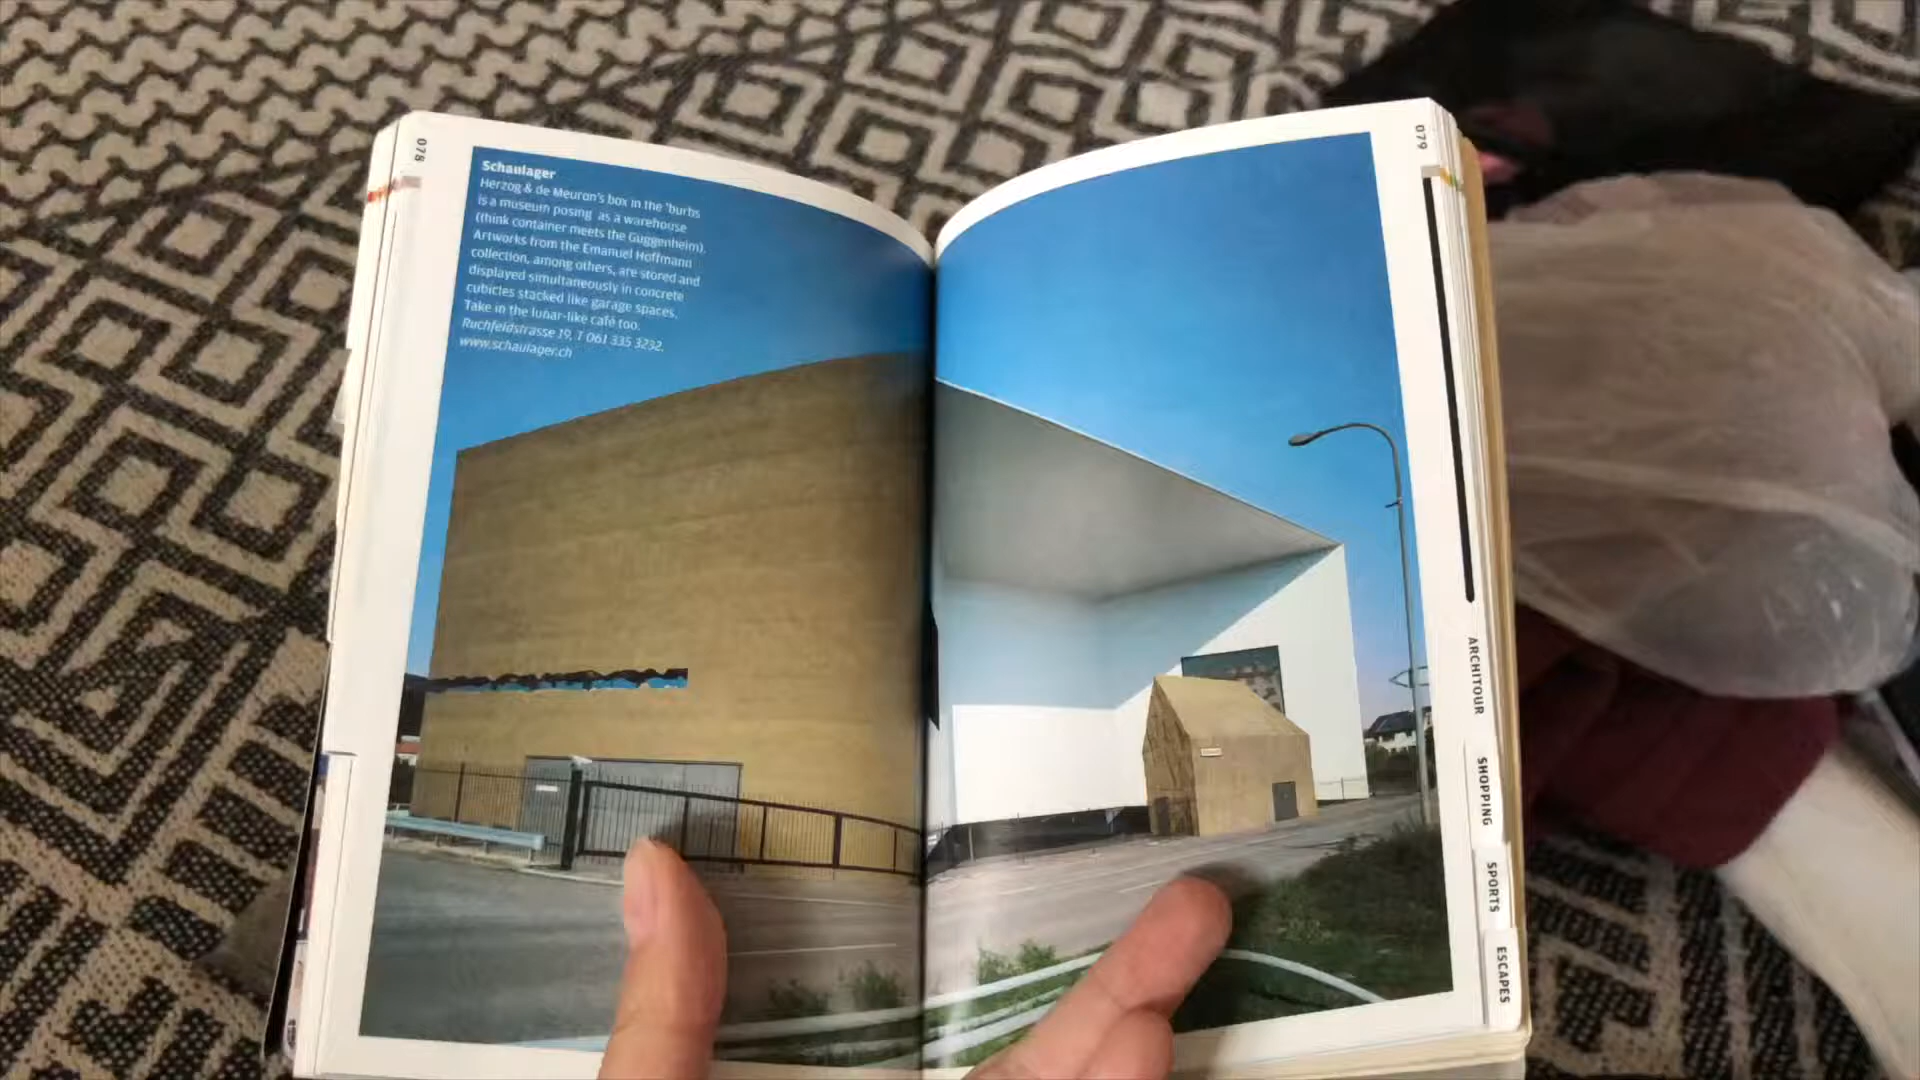 078
Schaulager
Herzog & de Meuron's box in the 'burbs
is a museum posing as a warehouse
(think container meets the Guggenheim).
Artworks from the Emanuel Hoffmann
collection, among others, are stored and
displayed simultaneously in concrete
cubicles stacked like garage spaces.
Take in the lunar-like café too.
Ruchfeldstrasse 19, T 061 335 3232,
www.schaulager.ch
079
ARCHITOUR
SHOPPING
SPORTS
ESCAPES